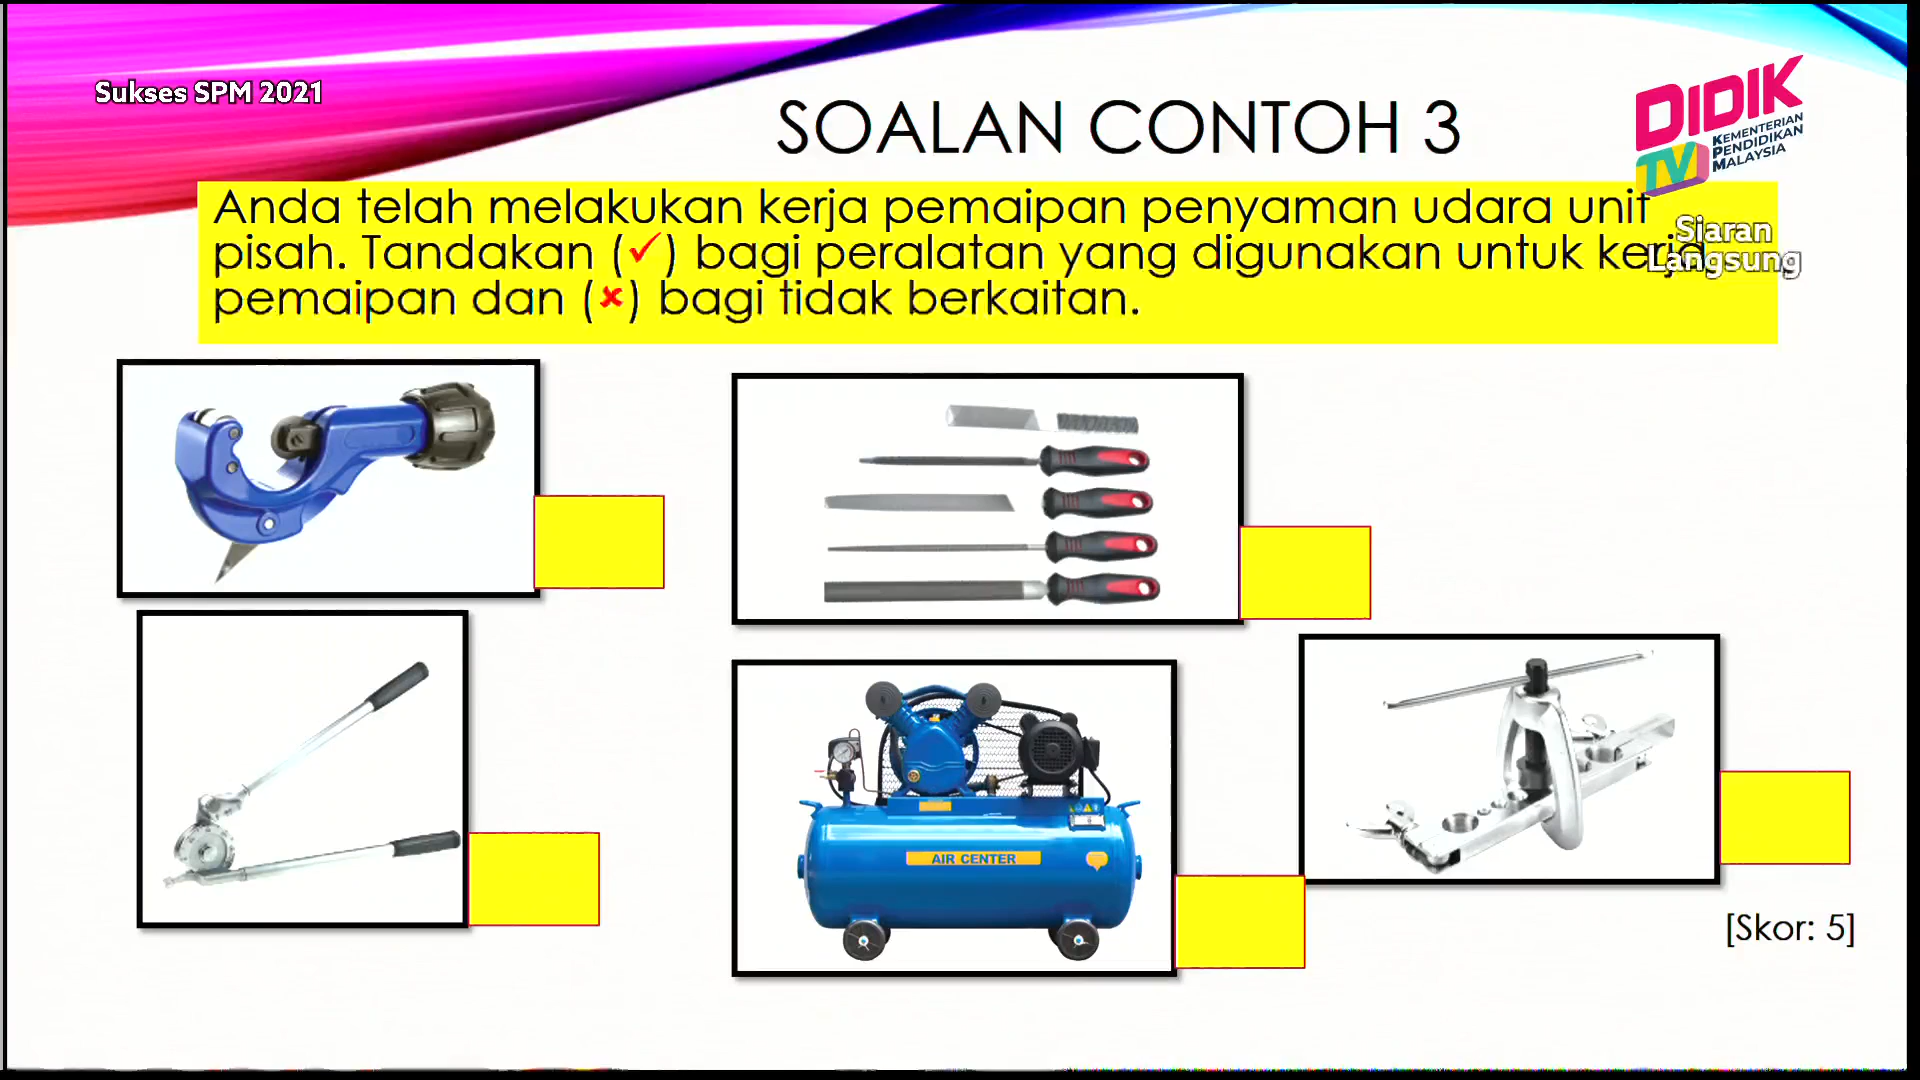 Sukses SPM 2021
SOALAN CONTOH 3
DIDIK
TV
KEMENTERIAN
PENDIDIKAN
MALAYSIA
Siaran
Langsung
Anda telah melakukan kerja pemaipan penyaman udara unit
pisah. Tandakan (✓) bagi peralatan yang digunakan untuk kerja
pemaipan dan (✘) bagi tidak berkaitan.
AIR CENTER
[Skor: 5]